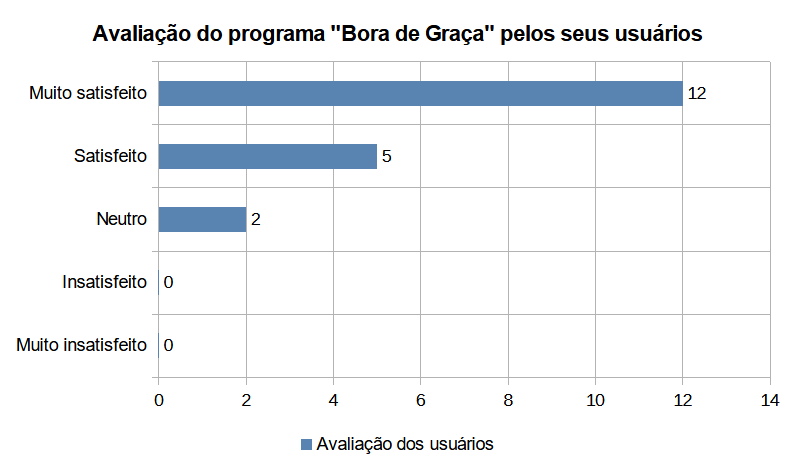 Avaliação do programa "Bora de Graça" pelos seus usuários
Muito satisfeito
12
Satisfeito
5
Neutro
2
Insatisfeito
0
Muito insatisfeito
0
0 2 4 6 8 10 12 14
Avaliação dos usuários